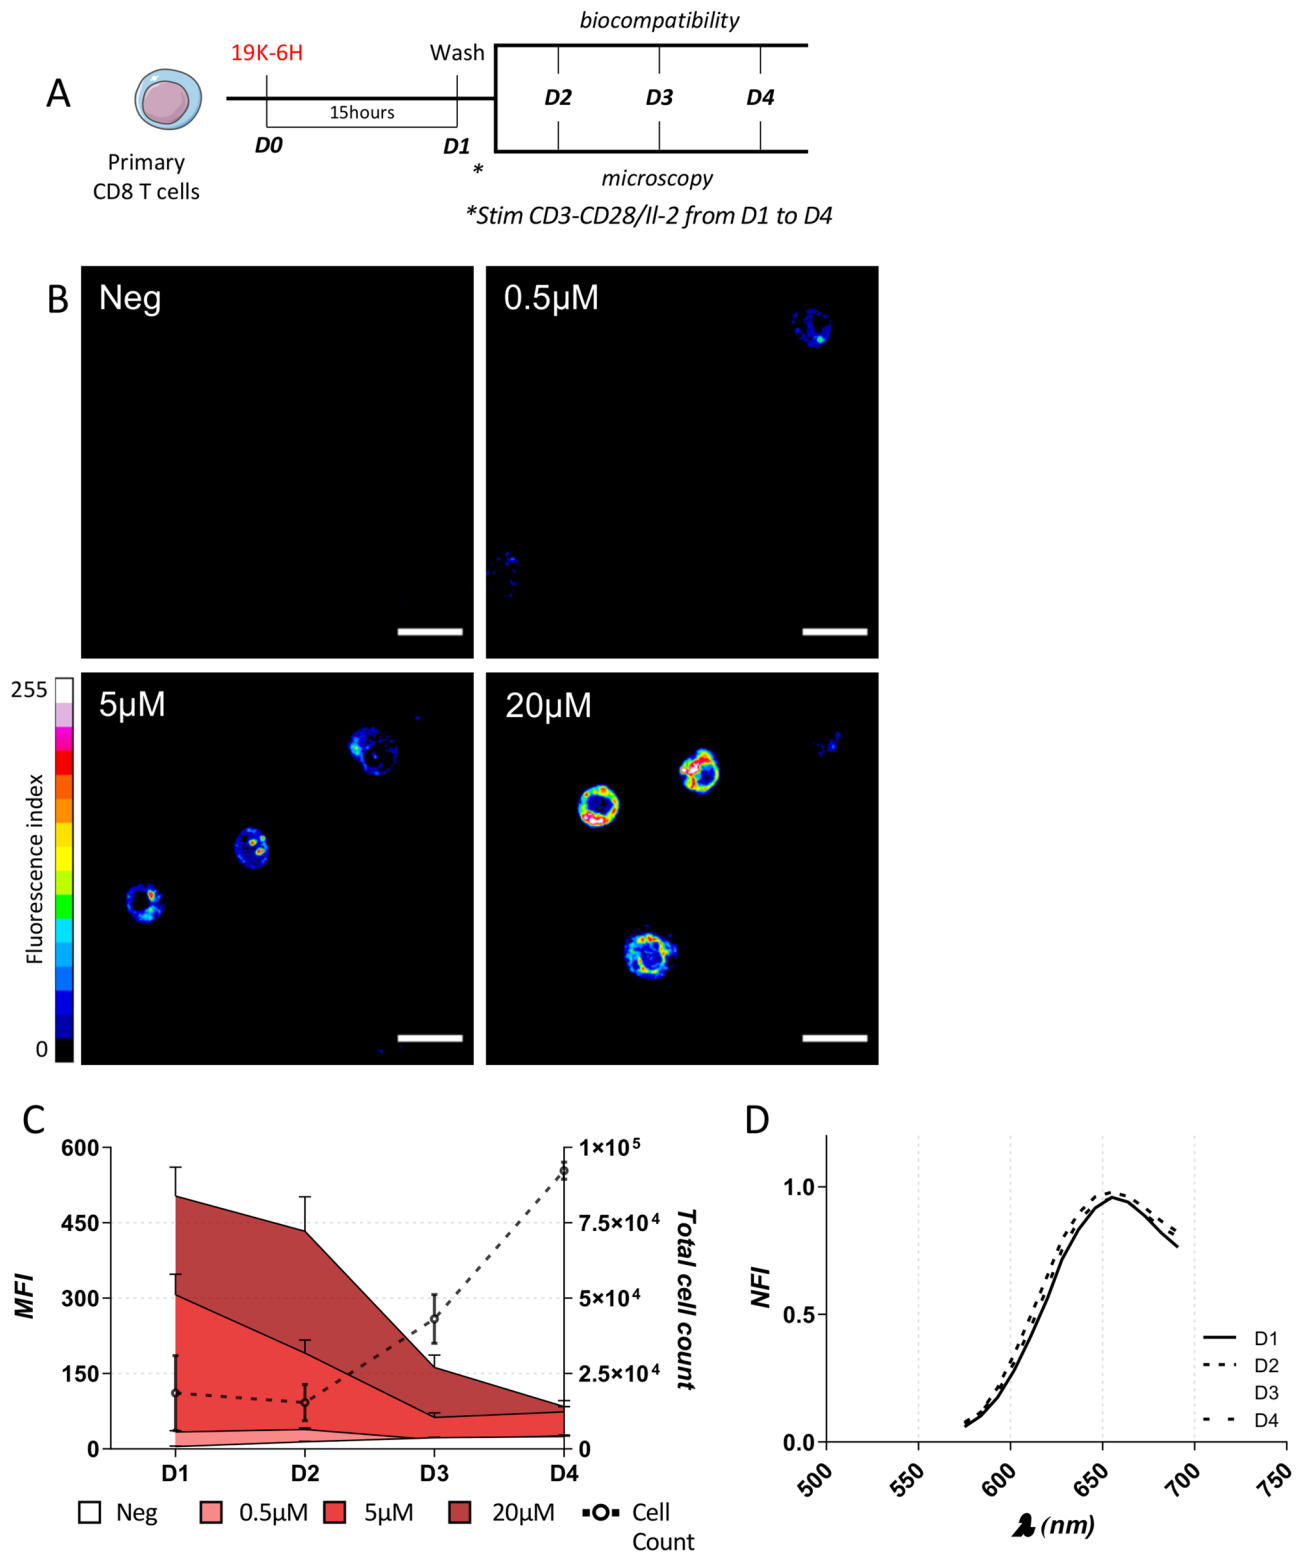 A
Primary
CD8 T cells
19K-6H
15hours
D0
Wash
D1
*
biocompatibility
D2
D3
D4
microscopy
*Stim CD3-CD28/Il-2 from D1 to D4
B
Neg
0.5µM
5µM
20µM
255
Fluorescence index
0
C
600
450
300
150
0
MFI
1×10⁵
7.5×10⁴
5×10⁴
2.5×10⁴
0
Total cell count
D1 D2 D3 D4
Neg 0.5µM 5µM 20µM Cell
Count
D
1.0
0.5
0.0
NFI
500 550 600 650 700 750
λ (nm)
D1
D2
D3
D4